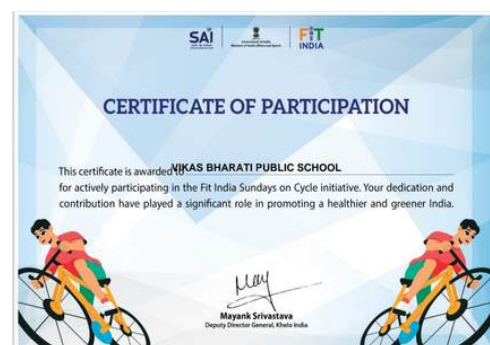 SAI
FIT
INDIA
CERTIFICATE OF PARTICIPATION
This certificate is awarded to VIKAS BHARATI PUBLIC SCHOOL
for actively participating in the Fit India Sundays on Cycle initiative. Your dedication and
contribution have played a significant role in promoting a healthier and greener India.
Mayank Srivastava
Deputy Director General, Khelo India